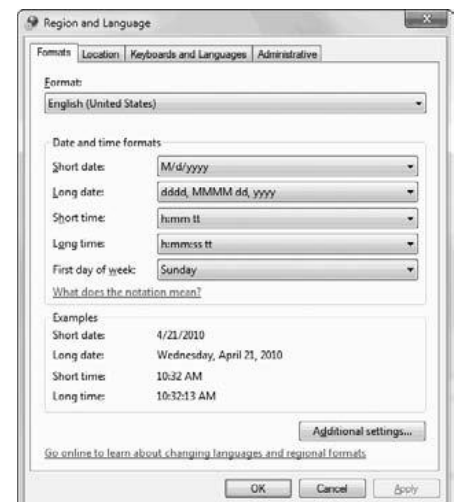 Region and Language
x
Formats Location Keyboards and Languages Administrative
Format:
English (United States)
Date and time formats
Short date: M/d/yyyy
Long date: dddd, MMMM dd, yyyy
Short time: h:mm tt
Long time: h:mm:ss tt
First day of week: Sunday
What does the notation mean?
Examples
Short date: 4/21/2010
Long date: Wednesday, April 21, 2010
Short time: 10:32 AM
Long time: 10:32:13 AM
Additional settings...
Go online to learn about changing languages and regional formats
OK Cancel Apply